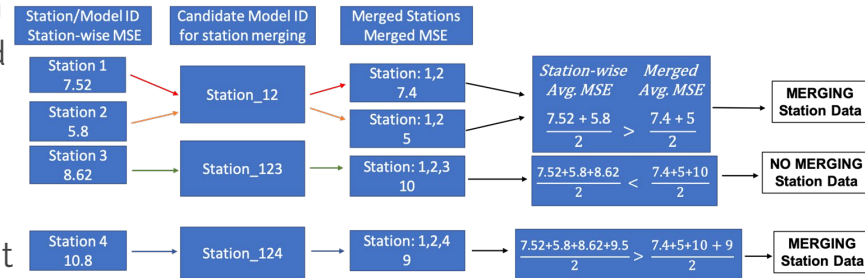 Station/Model ID
Station-wise MSE
Candidate Model ID
for station merging
Merged Stations
Merged MSE
d
Station 1
7.52
Station 2
5.8
Station_12
Station: 1,2
7.4
Station: 1,2
5
Station-wise Merged
Avg. MSE Avg. MSE
7.52 + 5.8 > 7.4 + 5
2 2
MERGING
Station Data
Station 3
8.62
Station_123
Station: 1,2,3
10
7.52+5.8+8.62 < 7.4+5+10
2 2
NO MERGING
Station Data
t
Station 4
10.8
Station_124
Station: 1,2,4
9
7.52+5.8+8.62+9.5 > 7.4+5+10 + 9
2 2
MERGING
Station Data